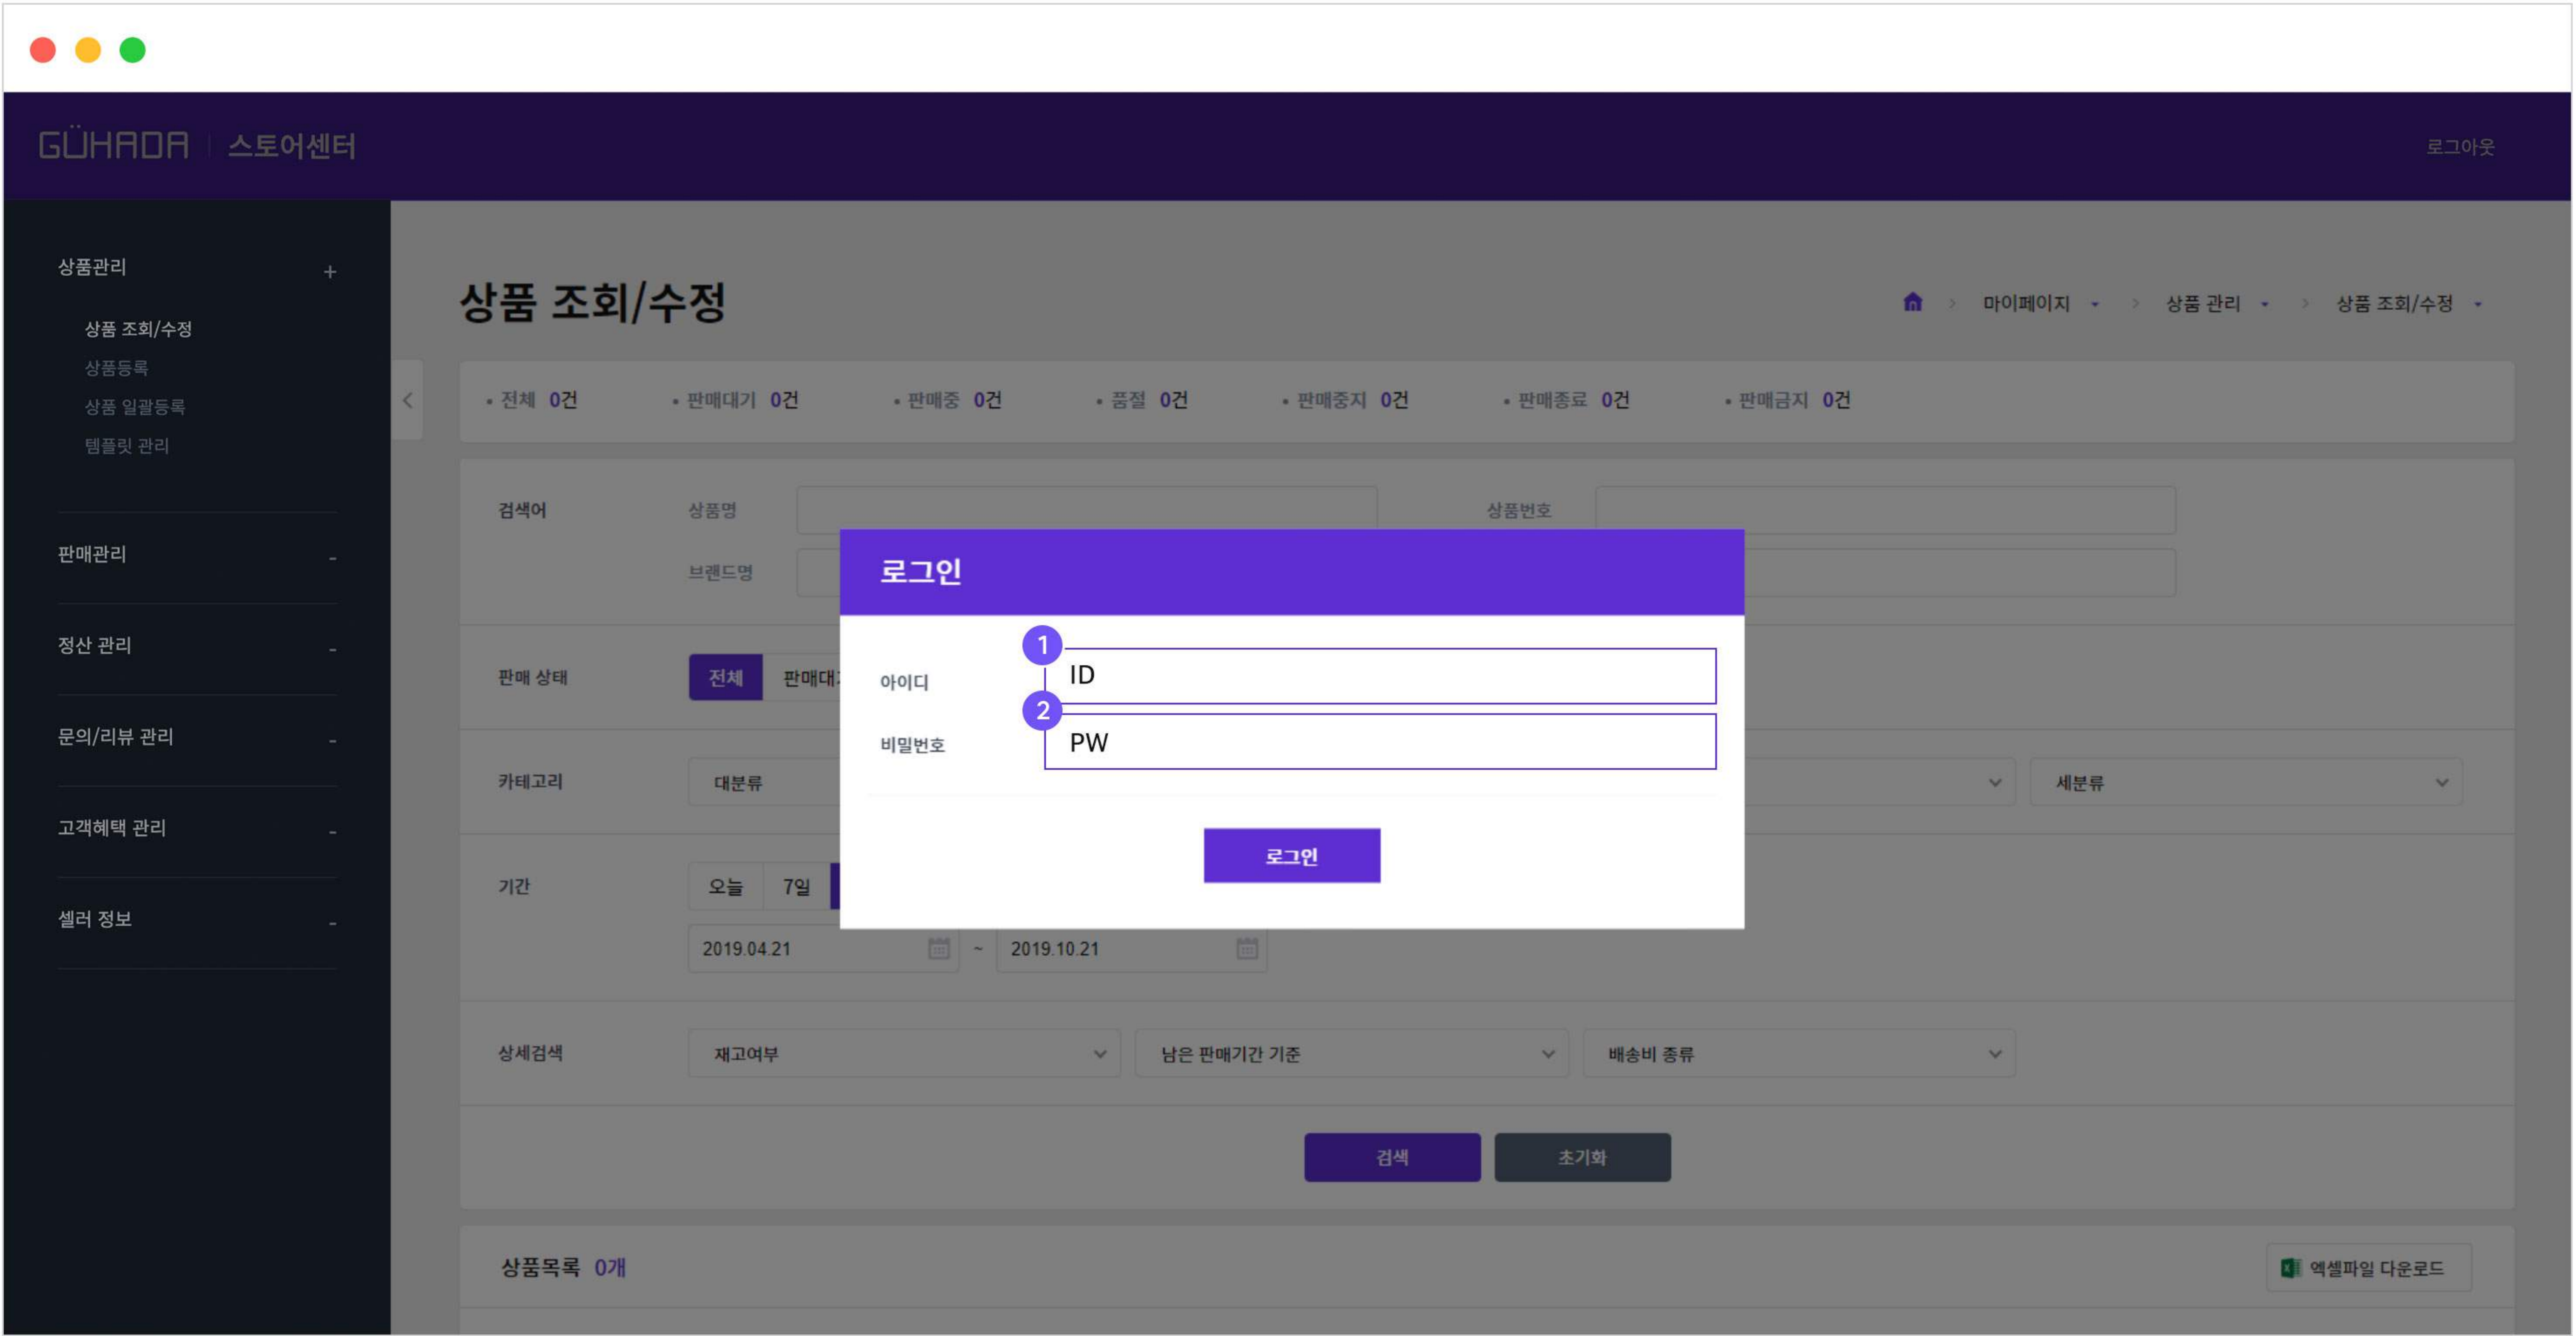 GÜHADA | 스토어센터
로그아웃
상품관리 +
상품 조회/수정
상품등록
상품 일괄등록
템플릿 관리
판매관리 -
정산 관리 -
문의/리뷰 관리 -
고객혜택 관리 -
셀러 정보 -
상품 조회/수정
> 마이페이지 > 상품 관리 > 상품 조회/수정
<
• 전체 0건 • 판매대기 0건 • 판매중 0건 • 품절 0건 • 판매중지 0건 • 판매종료 0건 • 판매금지 0건
검색어 상품명 상품번호
브랜드명
판매 상태 전체
카테고리 대분류 세분류
기간 오늘 7일
2019.04.21 ~ 2019.10.21
상세검색 재고여부 남은 판매기간 기준 배송비 종류
검색 초기화
상품목록 0개
엑셀파일 다운로드
로그인
1
아이디 ID
2
비밀번호 PW
로그인